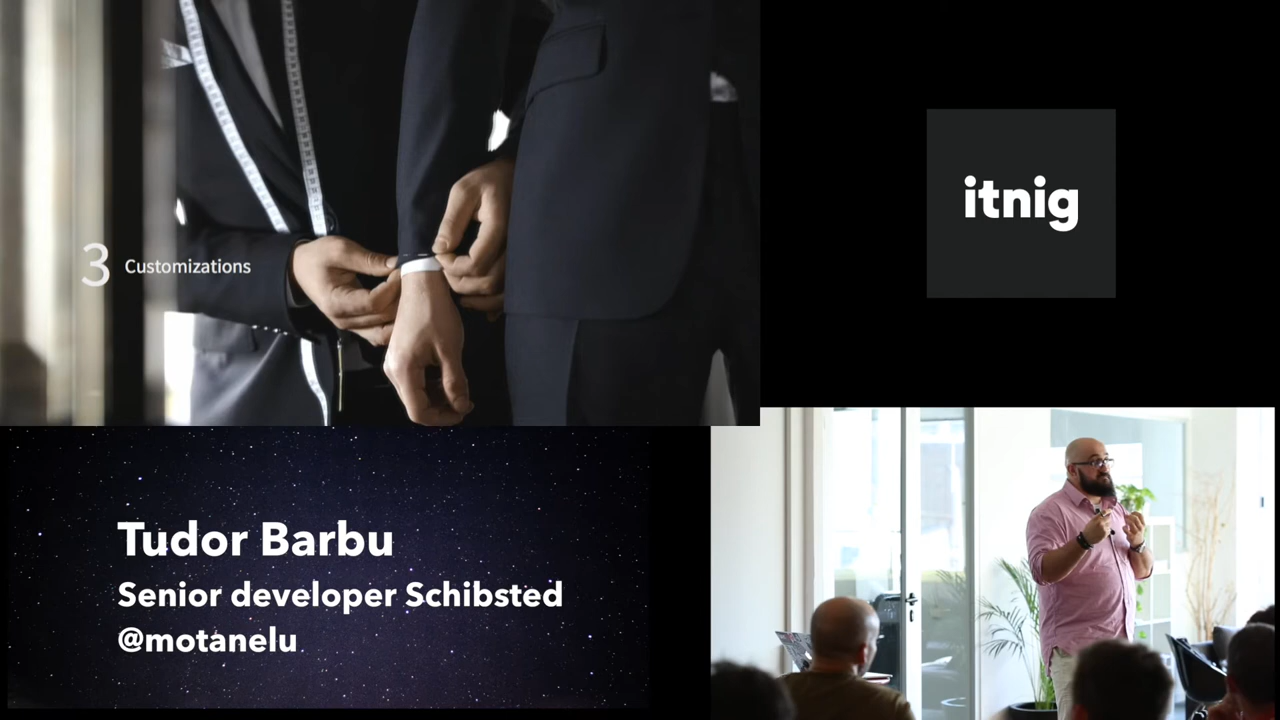 3 Customizations
itnig
Tudor Barbu
Senior developer Schibsted
@motanelu